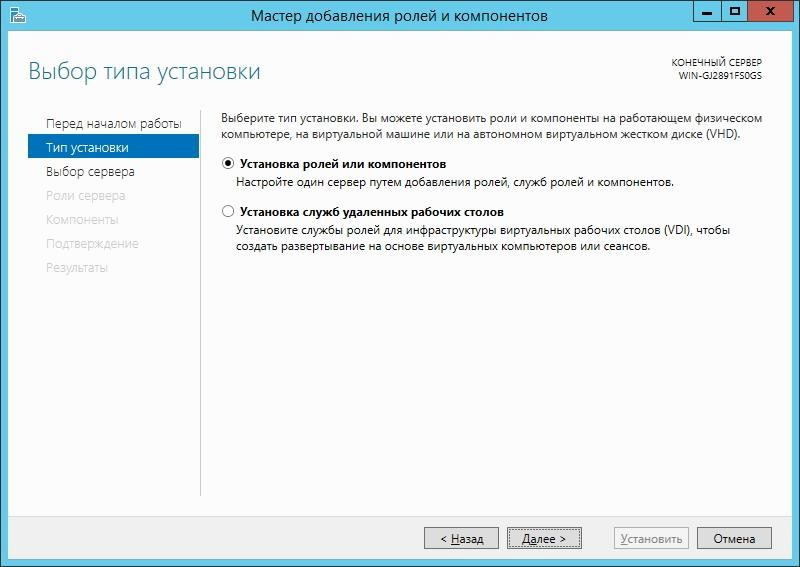 Мастер добавления ролей и компонентов
Выбор типа установки
КОНЕЧНЫЙ СЕРВЕР
WIN-GJ2891FS0GS
Перед началом работы
Тип установки
Выбор сервера
Роли сервера
Компоненты
Подтверждение
Результаты
Выберите тип установки. Вы можете установить роли и компоненты на работающем физическом
компьютере, на виртуальной машине или на автономном виртуальном жестком диске (VHD).
Установка ролей или компонентов
Настройте один сервер путем добавления ролей, служб ролей и компонентов.
Установка служб удаленных рабочих столов
Установите службы ролей для инфраструктуры виртуальных рабочих столов (VDI), чтобы
создать развертывание на основе виртуальных компьютеров или сеансов.
< Назад
Далее >
Установить
Отмена